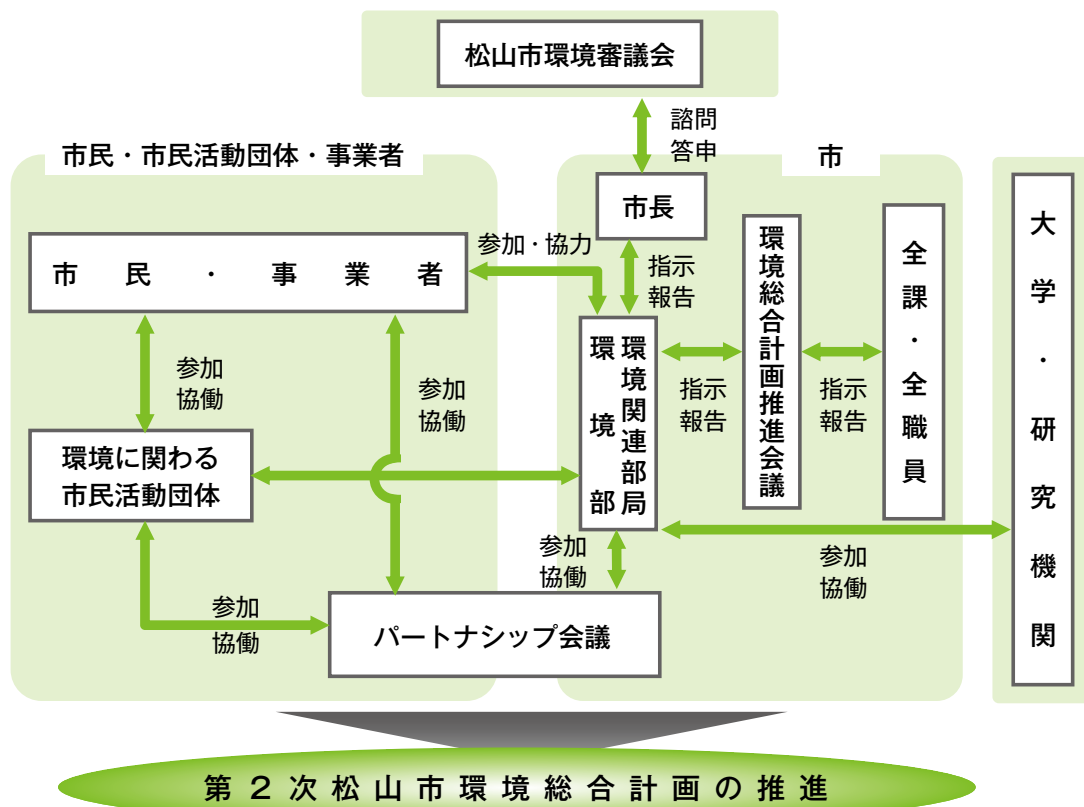 松山市環境審議会
諮問
答申
市民・市民活動団体・事業者
市
市長
市民・事業者
参加・協力
指示
報告
環境部
環境関連部局
指示
報告
環境総合計画推進会議
指示
報告
全課・全職員
大学・研究機関
参加
協働
参加
協働
環境に関わる
市民活動団体
参加
協働
参加
協働
参加
協働
パートナシップ会議
第２次松山市環境総合計画の推進